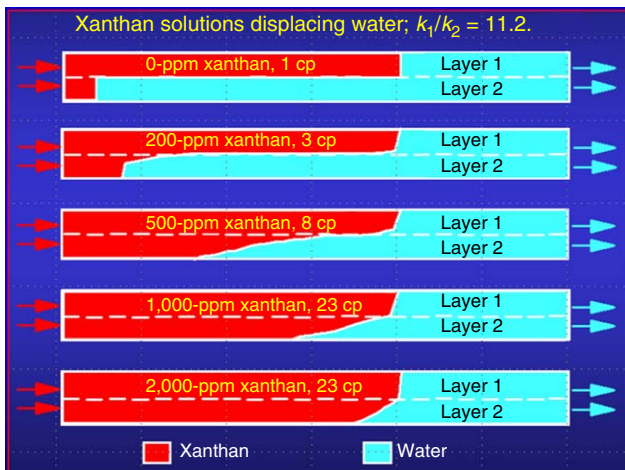 Xanthan solutions displacing water; k₁/k₂ = 11.2.
0-ppm xanthan, 1 cp Layer 1
Layer 2
200-ppm xanthan, 3 cp Layer 1
Layer 2
500-ppm xanthan, 8 cp Layer 1
Layer 2
1,000-ppm xanthan, 23 cp Layer 1
Layer 2
2,000-ppm xanthan, 23 cp Layer 1
Layer 2
Xanthan Water